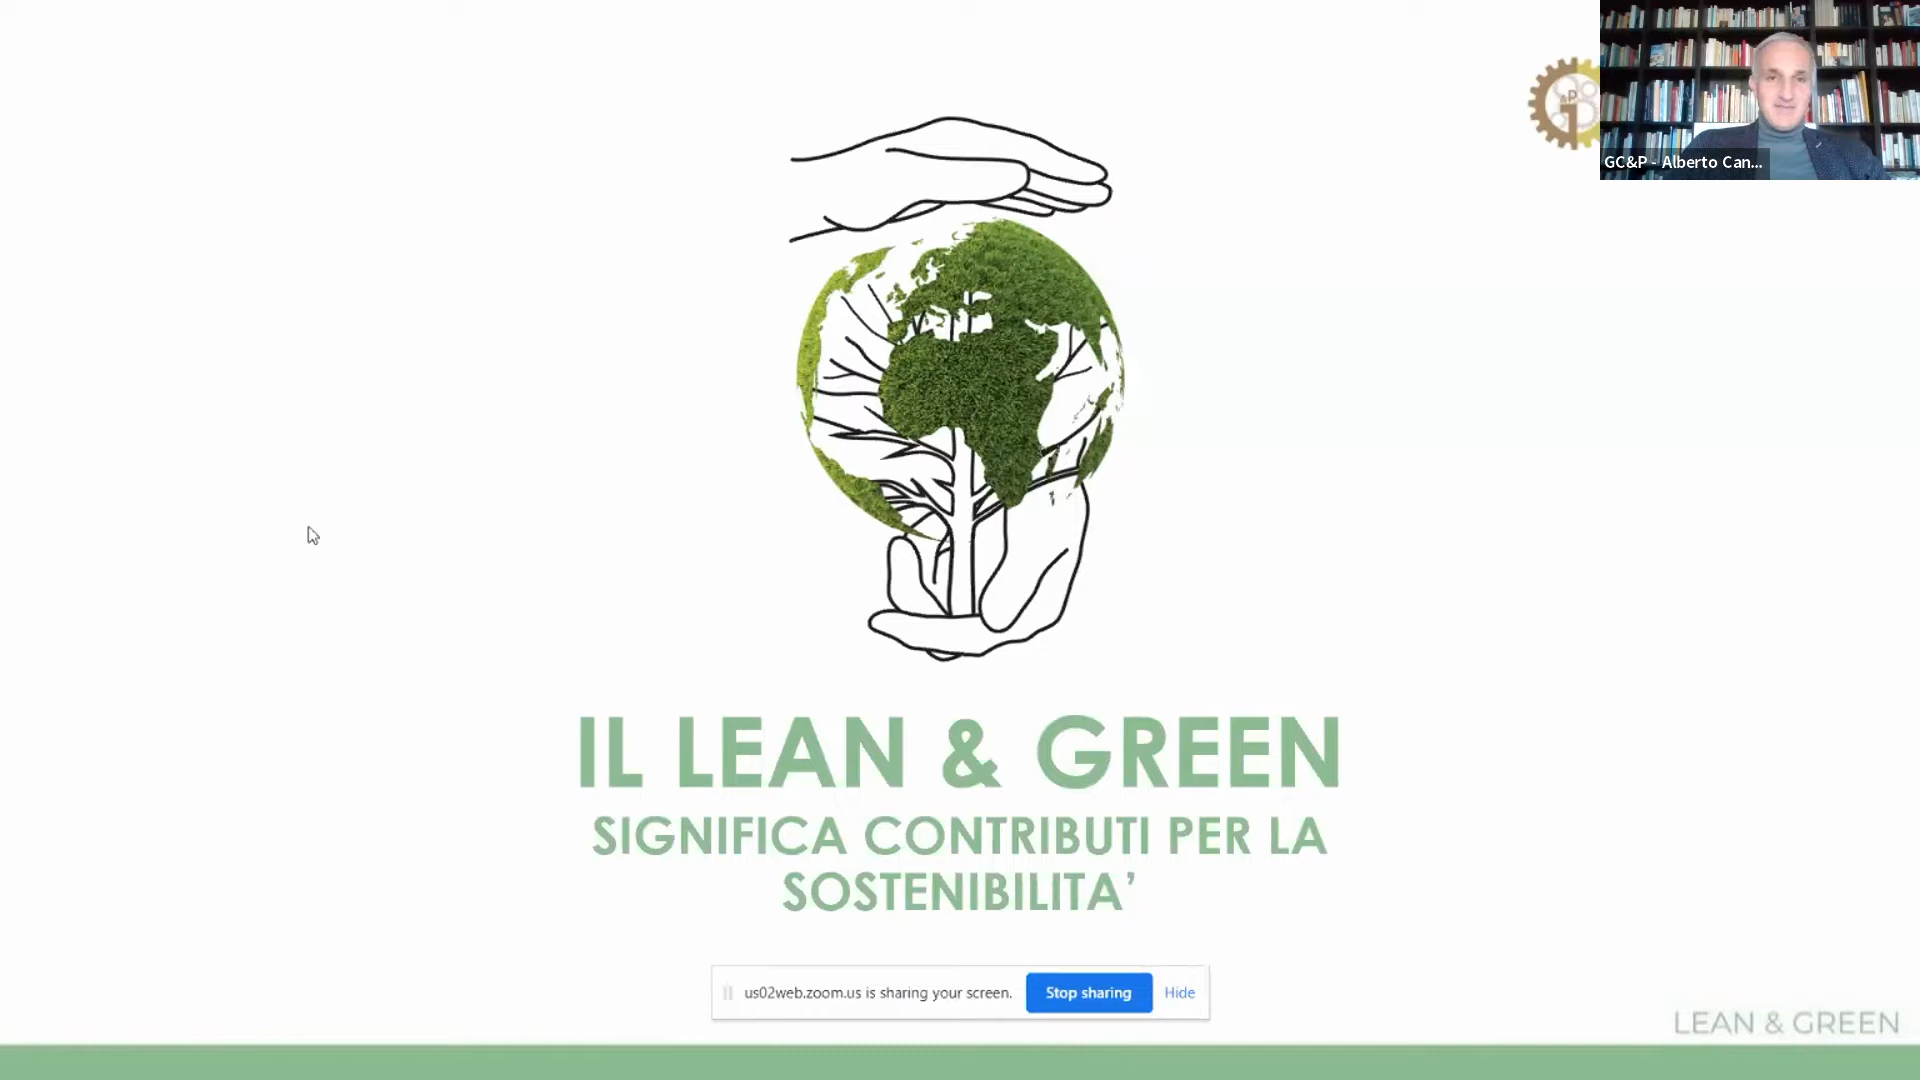 GC&P - Alberto Can...
IL LEAN & GREEN
SIGNIFICA CONTRIBUTI PER LA
SOSTENIBILITA’
us02web.zoom.us is sharing your screen. Stop sharing Hide
LEAN & GREEN